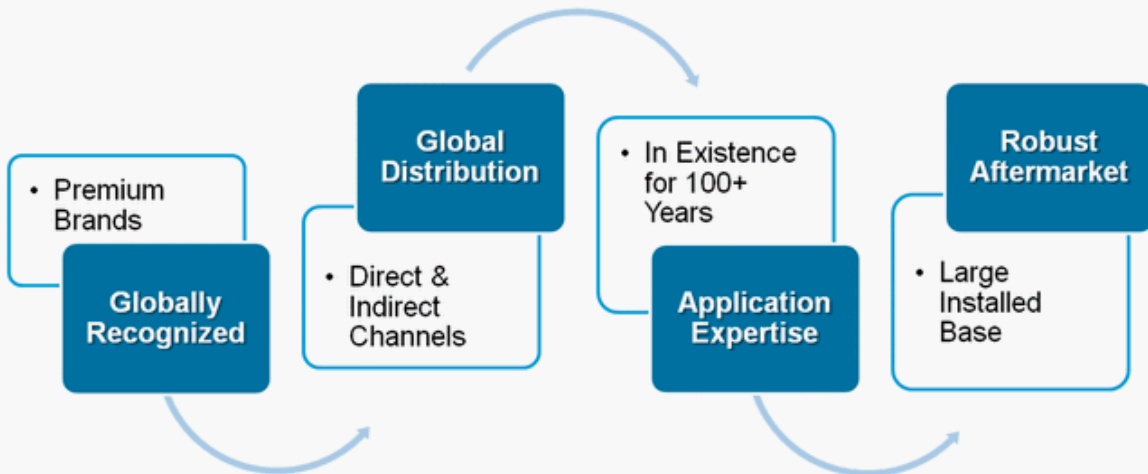 • Premium
Brands
Globally
Recognized
Global
Distribution
• Direct &
Indirect
Channels
• In Existence
for 100+
Years
Application
Expertise
Robust
Aftermarket
• Large
Installed
Base